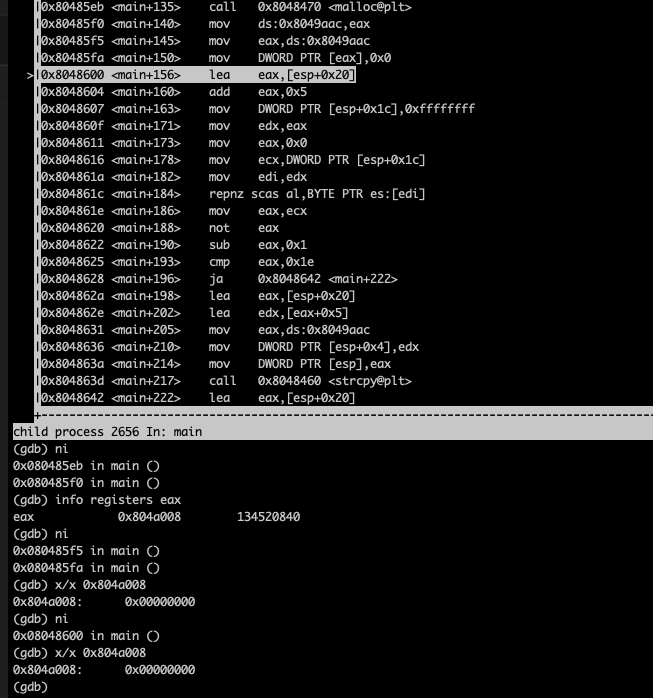 |0x80485eb <main+135>    call   0x8048470 <malloc@plt>
|0x80485f0 <main+140>    mov    ds:0x8049aac,eax
|0x80485f5 <main+145>    mov    eax,ds:0x8049aac
|0x80485fa <main+150>    mov    DWORD PTR [eax],0x0
>|0x8048600 <main+156>    lea    eax,[esp+0x20]
|0x8048604 <main+160>    add    eax,0x5
|0x8048607 <main+163>    mov    DWORD PTR [esp+0x1c],0xffffffff
|0x804860f <main+171>    mov    edx,eax
|0x8048611 <main+173>    mov    eax,0x0
|0x8048616 <main+178>    mov    ecx,DWORD PTR [esp+0x1c]
|0x804861a <main+182>    mov    edi,edx
|0x804861c <main+184>    repnz scas al,BYTE PTR es:[edi]
|0x804861e <main+186>    mov    eax,ecx
|0x8048620 <main+188>    not    eax
|0x8048622 <main+190>    sub    eax,0x1
|0x8048625 <main+193>    cmp    eax,0x1e
|0x8048628 <main+196>    ja     0x8048642 <main+222>
|0x804862a <main+198>    lea    eax,[esp+0x20]
|0x804862e <main+202>    lea    edx,[eax+0x5]
|0x8048631 <main+205>    mov    eax,ds:0x8049aac
|0x8048636 <main+210>    mov    DWORD PTR [esp+0x4],edx
|0x804863a <main+214>    mov    DWORD PTR [esp],eax
|0x804863d <main+217>    call   0x8048460 <strcpy@plt>
|0x8048642 <main+222>    lea    eax,[esp+0x20]
child process 2656 In: main
(gdb) ni
0x080485eb in main ()
0x080485f0 in main ()
(gdb) info registers eax
eax            0x804a008        134520840
(gdb) ni
0x080485f5 in main ()
0x080485fa in main ()
(gdb) x/x 0x804a008
0x804a008:      0x00000000
(gdb) ni
0x08048600 in main ()
(gdb) x/x 0x804a008
0x804a008:      0x00000000
(gdb)